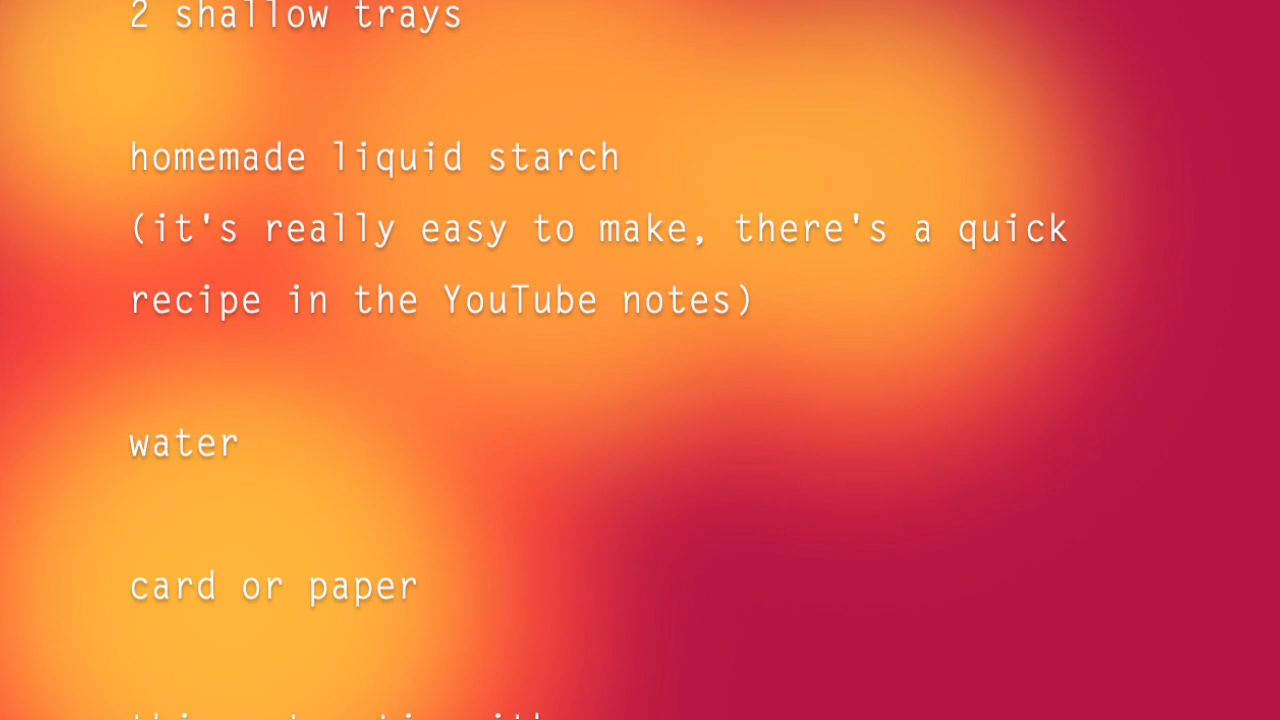 2 shallow trays
homemade liquid starch
(it's really easy to make, there's a quick
recipe in the YouTube notes)
water
card or paper